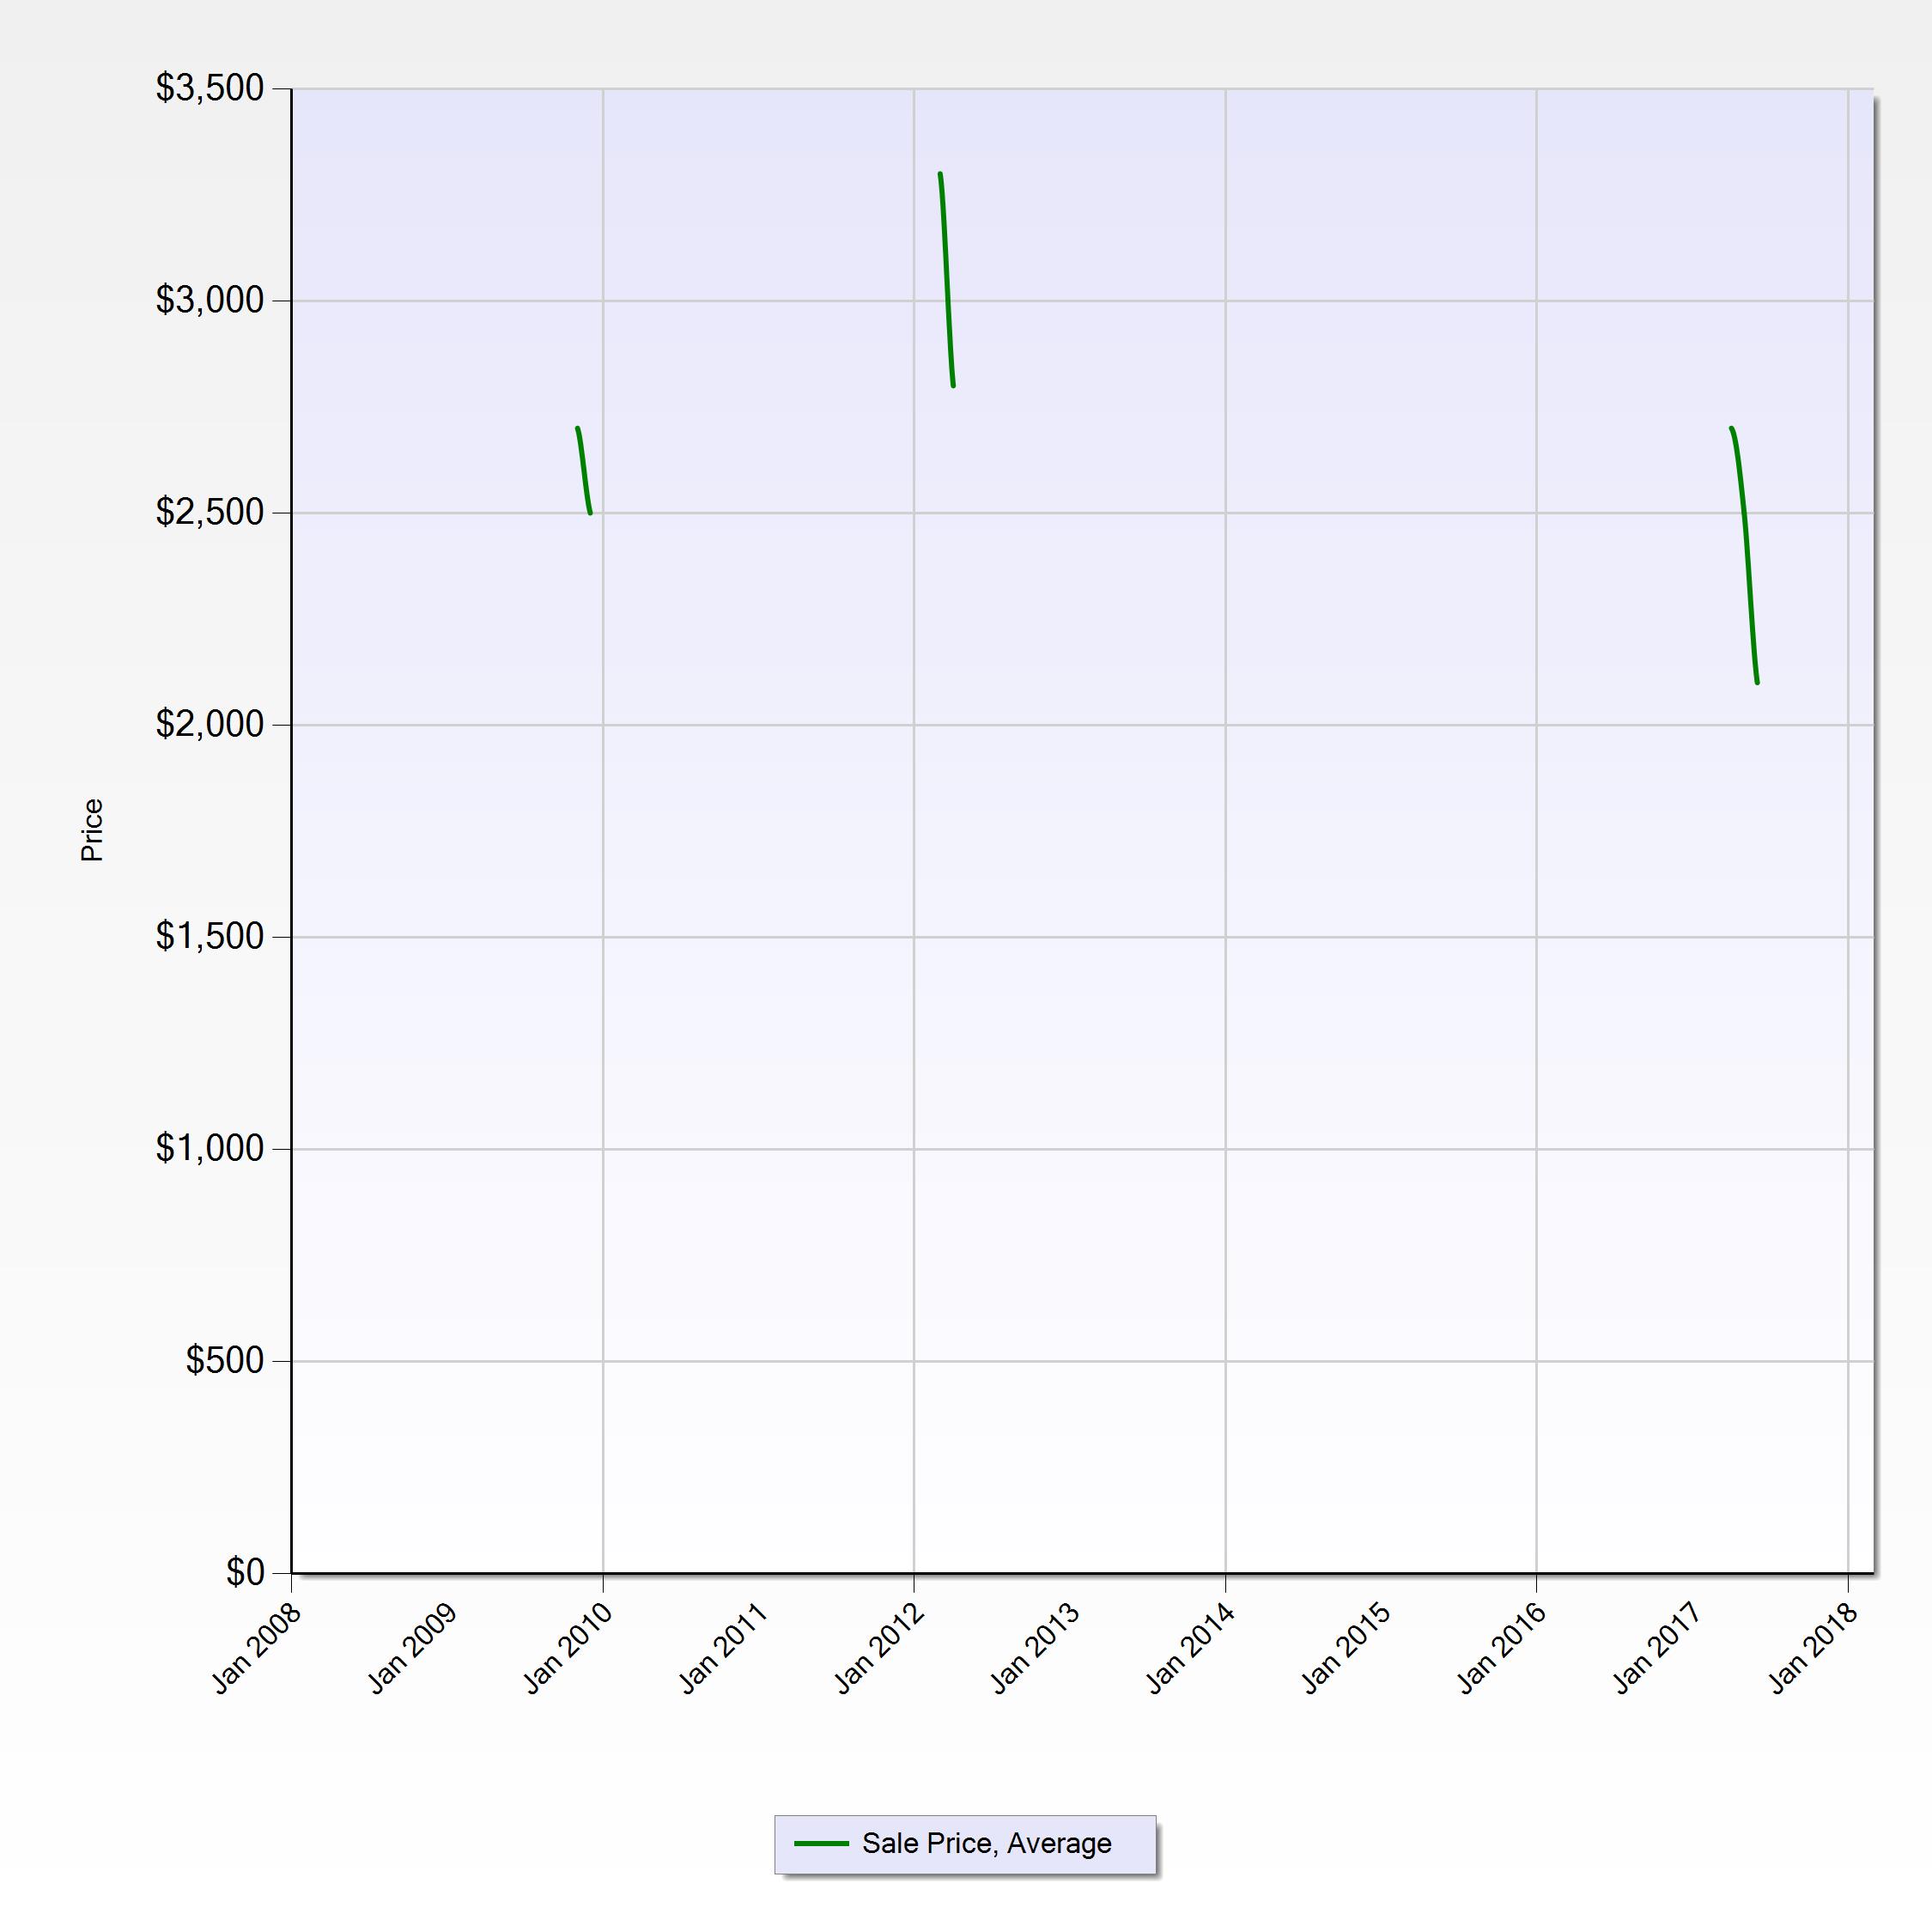 $3,500
$3,000
$2,500
$2,000
$1,500
$1,000
$500
$0
Price
Jan 2008
Jan 2009
Jan 2010
Jan 2011
Jan 2012
Jan 2013
Jan 2014
Jan 2015
Jan 2016
Jan 2017
Jan 2018
Sale Price, Average